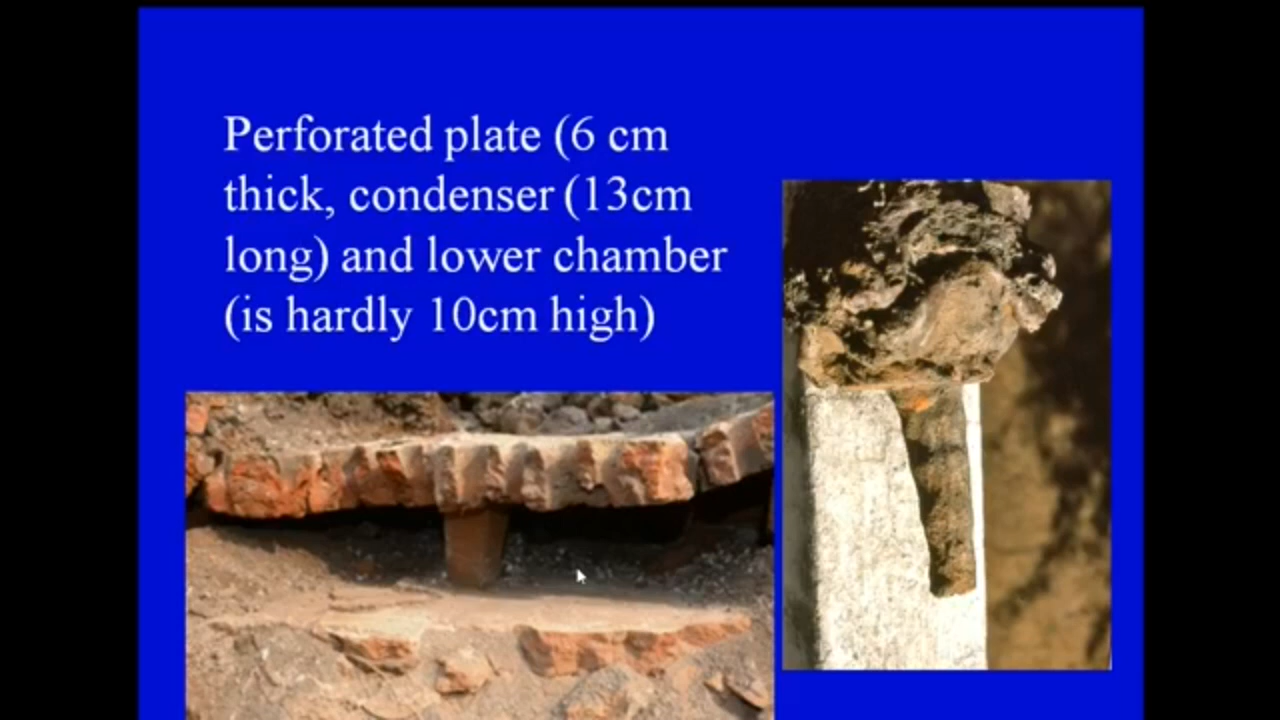 Perforated plate (6 cm
thick, condenser (13cm
long) and lower chamber
(is hardly 10cm high)